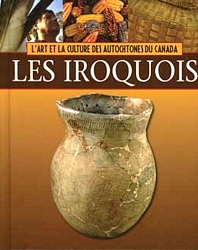 L'ART ET LA CULTURE DES AUTOCHTONES DU CANADA
LES IROQUOIS